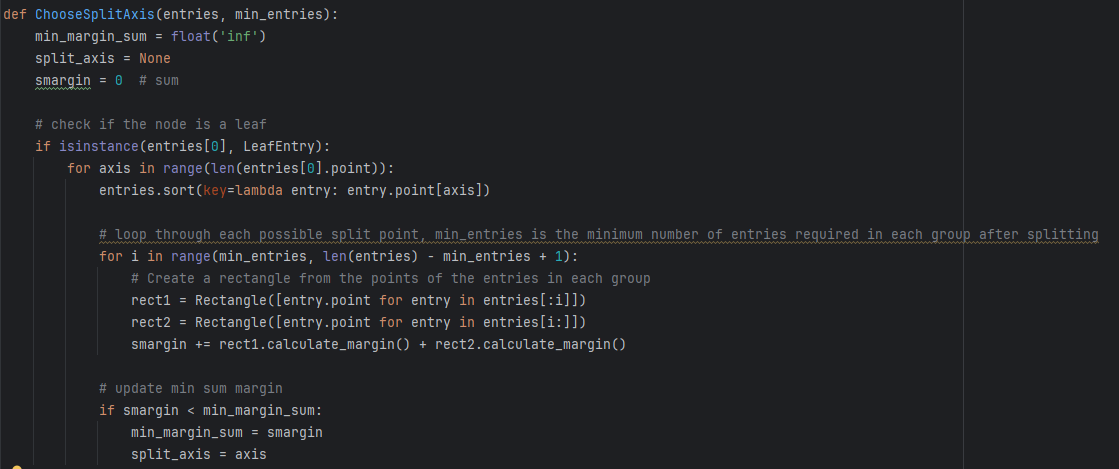 def ChooseSplitAxis(entries, min_entries):
    min_margin_sum = float('inf')
    split_axis = None
    smargin = 0  # sum

    # check if the node is a leaf
    if isinstance(entries[0], LeafEntry):
        for axis in range(len(entries[0].point)):
            entries.sort(key=lambda entry: entry.point[axis])

            # loop through each possible split point, min_entries is the minimum number of entries required in each group after splitting
            for i in range(min_entries, len(entries) - min_entries + 1):
                # Create a rectangle from the points of the entries in each group
                rect1 = Rectangle([entry.point for entry in entries[:i]])
                rect2 = Rectangle([entry.point for entry in entries[i:]])
                smargin += rect1.calculate_margin() + rect2.calculate_margin()

            # update min sum margin
            if smargin < min_margin_sum:
                min_margin_sum = smargin
                split_axis = axis